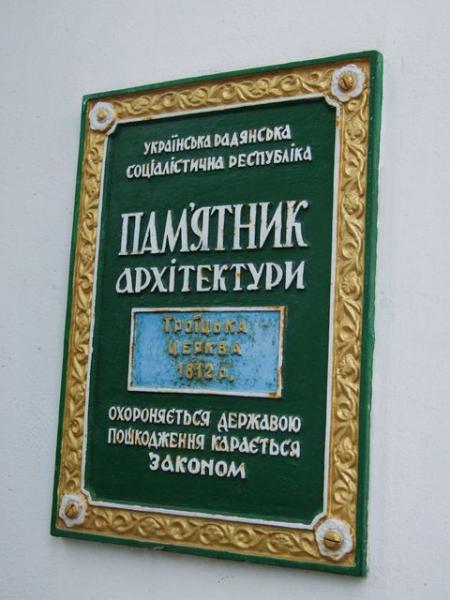 УКРАЇНСЬКА РАДЯНСЬКА
СОЦІАЛІСТИЧНА РЕСПУБЛІКА
ПАМ'ЯТНИК
АРХІТЕКТУРИ
ТРОЇЦЬКА
ЦЕРКВА
1812 р.
ОХОРОНЯЄТЬСЯ ДЕРЖАВОЮ
ПОШКОДЖЕННЯ КАРАЄТЬСЯ
ЗАКОНОМ